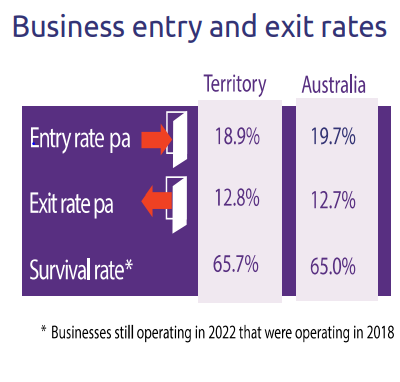 Business entry and exit rates
Territory Australia
Entry rate pa 18.9% 19.7%
Exit rate pa 12.8% 12.7%
Survival rate* 65.7% 65.0%
* Businesses still operating in 2022 that were operating in 2018